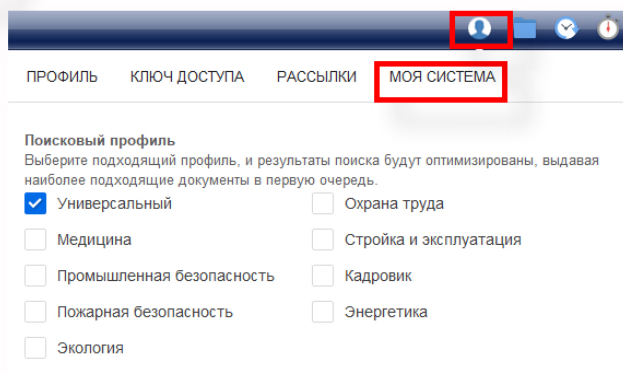 ПРОФИЛЬ КЛЮЧ ДОСТУПА РАССЫЛКИ МОЯ СИСТЕМА
Поисковый профиль
Выберите подходящий профиль, и результаты поиска будут оптимизированы, выдавая
наиболее подходящие документы в первую очередь.
Универсальный Охрана труда
Медицина Стройка и эксплуатация
Промышленная безопасность Кадровик
Пожарная безопасность Энергетика
Экология